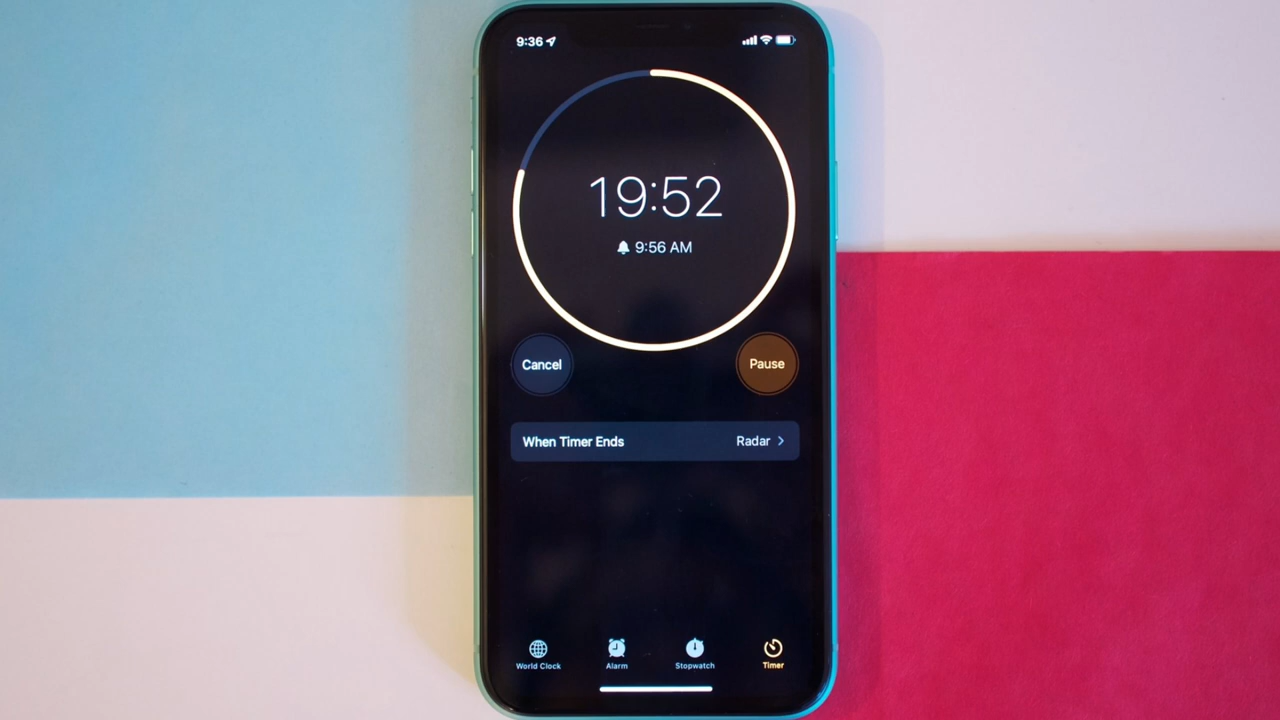 9:36
19:52
9:56 AM
Cancel
Pause
When Timer Ends Radar
World Clock Alarm Stopwatch Timer